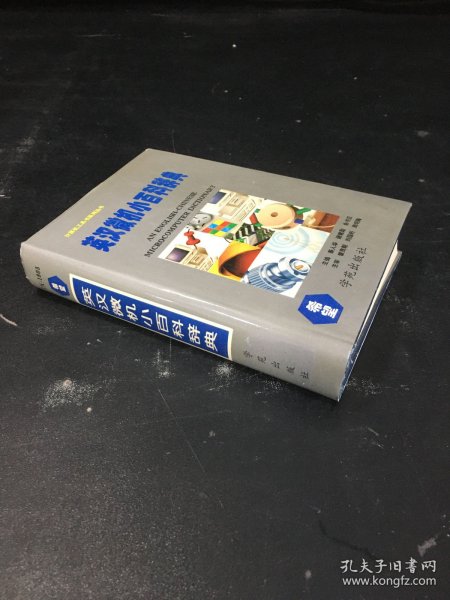 英汉微机小百科辞典
AN ENGLISH-CHINESE
MICROCOMPUTER DICTIONARY
学苑出版社
希望
希望
英汉微机小百科辞典
学苑出版社
孔夫子旧书网
www.kongfz.com